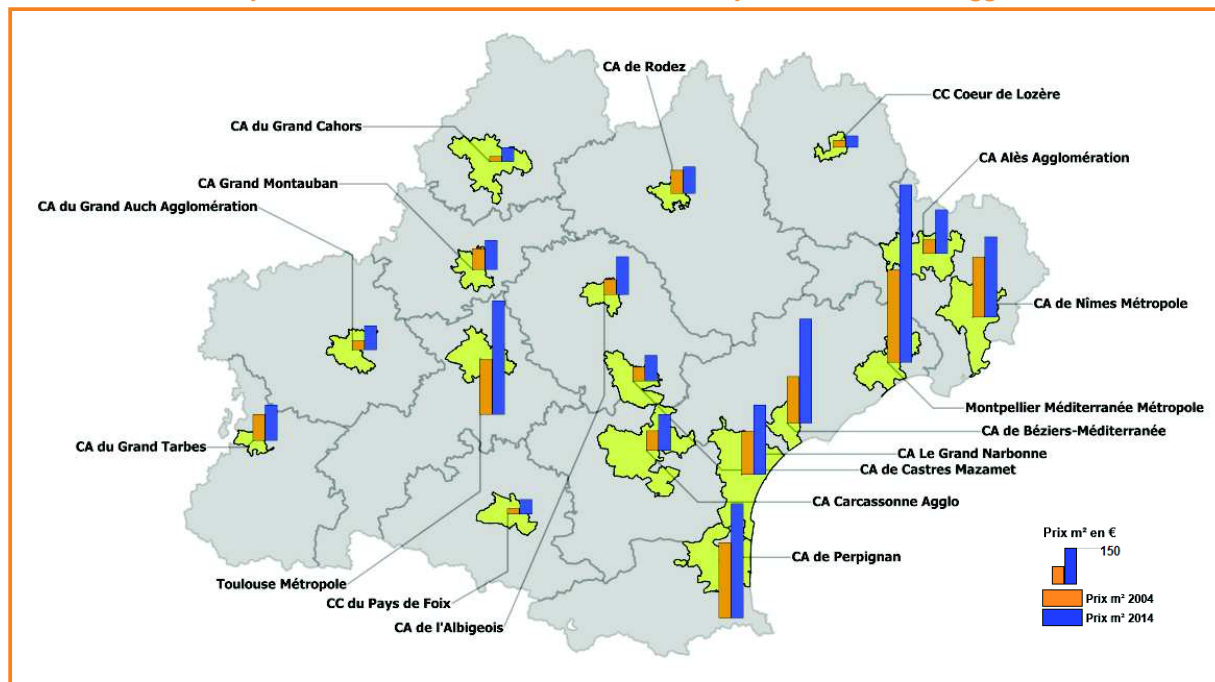 CA de Rodez
CC Coeur de Lozère
CA du Grand Cahors
CA Alès Agglomération
CA Grand Montauban
CA du Grand Auch Agglomération
CA de Nîmes Métropole
Montpellier Méditerranée Métropole
CA de Béziers-Méditerranée
CA du Grand Tarbes
CA Le Grand Narbonne
CA de Castres Mazamet
CA Carcassonne Agglo
CA de Perpignan
Toulouse Métropole
CC du Pays de Foix
CA de l'Albigeois
Prix m² en €
150
Prix m² 2004
Prix m² 2014